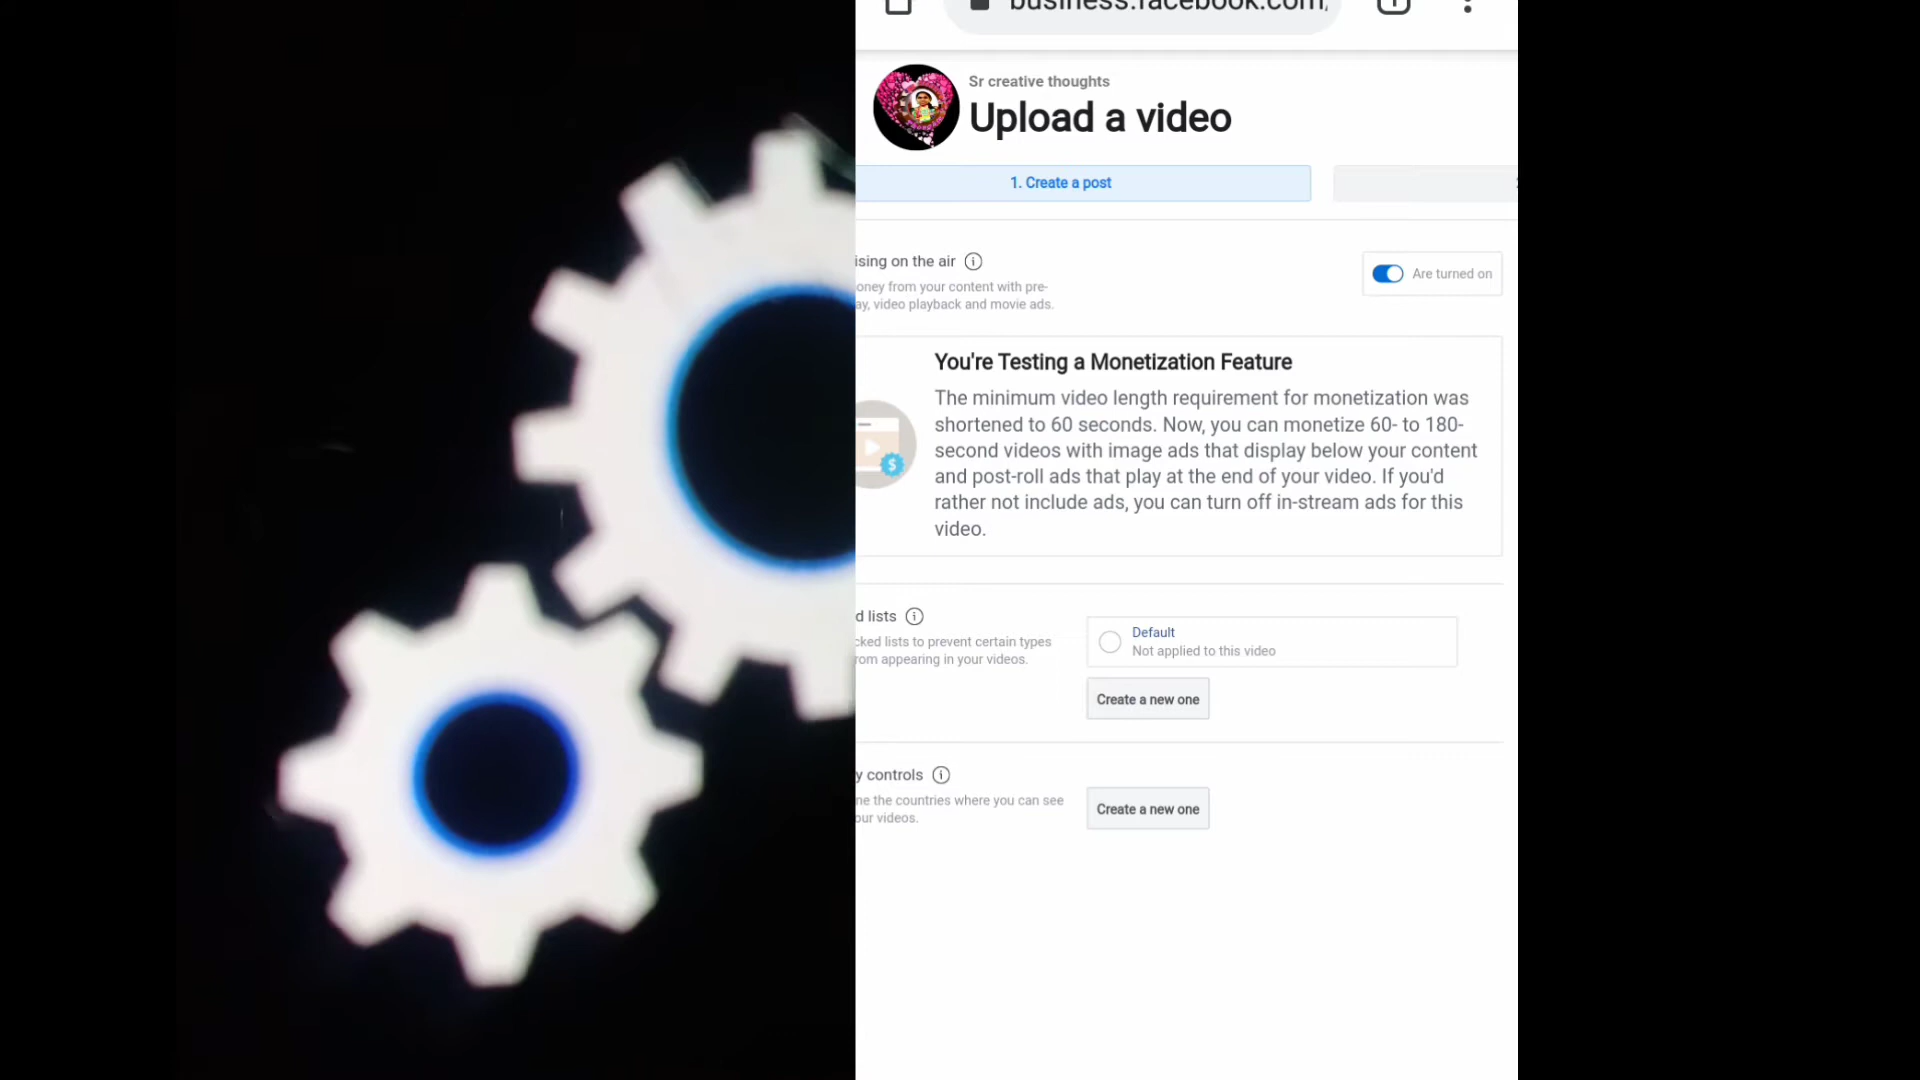 business.facebook.com/
Sr creative thoughts
Upload a video
1. Create a post
ising on the air
oney from your content with pre-
ay, video playback and movie ads.
Are turned on
You're Testing a Monetization Feature
The minimum video length requirement for monetization was
shortened to 60 seconds. Now, you can monetize 60- to 180-
second videos with image ads that display below your content
and post-roll ads that play at the end of your video. If you'd
rather not include ads, you can turn off in-stream ads for this
video.
$
d lists
cked lists to prevent certain types
rom appearing in your videos.
Default
Not applied to this video
Create a new one
y controls
ne the countries where you can see
our videos.
Create a new one